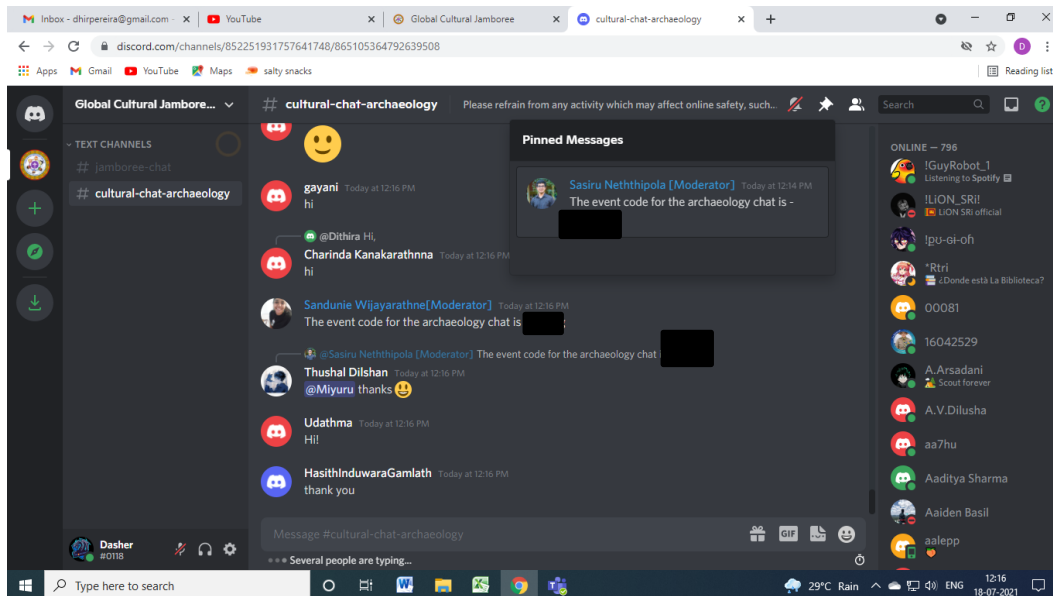 Inbox - dhirpereira@gmail.com -
YouTube
Global Cultural Jamboree
cultural-chat-archaeology
discord.com/channels/852251931757641748/865105364792639508
D
Apps
Gmail
YouTube
Maps
salty snacks
Reading list
Global Cultural Jambore...
# cultural-chat-archaeology
Please refrain from any activity which may affect online safety, such...
Search
TEXT CHANNELS
# jamboree-chat
# cultural-chat-archaeology
gayani Today at 12:16 PM
hi
@Dithira Hi,
Charinda Kanakarathnna Today at 12:16 PM
hi
Sandunie Wijayarathne[Moderator] Today at 12:16 PM
The event code for the archaeology chat is
@Sasiru Neththipola [Moderator] The event code for the archaeology chat
Thushal Dilshan Today at 12:16 PM
@Miyuru thanks
Udathma Today at 12:16 PM
Hi!
HasithInduwaraGamlath Today at 12:16 PM
thank you
Message #cultural-chat-archaeology
GIF
Several people are typing...
Pinned Messages
Sasiru Neththipola [Moderator] Today at 12:14 PM
The event code for the archaeology chat is -
ONLINE — 796
!GuyRobot_1
Listening to Spotify
!LiON_SRi!
LiON SRi official
*Rtri
¿Donde està La Biblioteca?
00081
16042529
A.Arsadani
Scout forever
A.V.Dilusha
aa7hu
Aaditya Sharma
Aaiden Basil
aalepp
Dasher
#0118
Type here to search
29°C Rain
ENG
12:16
18-07-2021